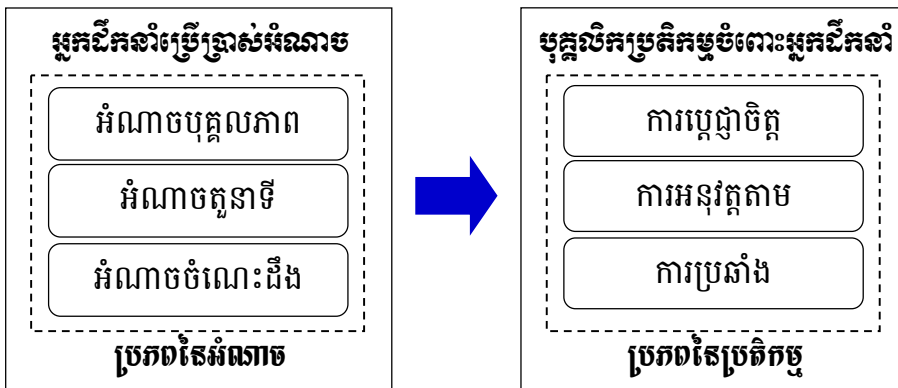 អ្នកដឹកនាំប្រើប្រាស់អំណាច
អំណាចបុគ្គលភាព
អំណាចតួនាទី
អំណាចចំណេះដឹង
ប្រភពនៃអំណាច
បុគ្គលិកប្រតិកម្មចំពោះអ្នកដឹកនាំ
ការប្តេជ្ញាចិត្ត
ការអនុវត្តតាម
ការប្រឆាំង
ប្រភពនៃប្រតិកម្ម